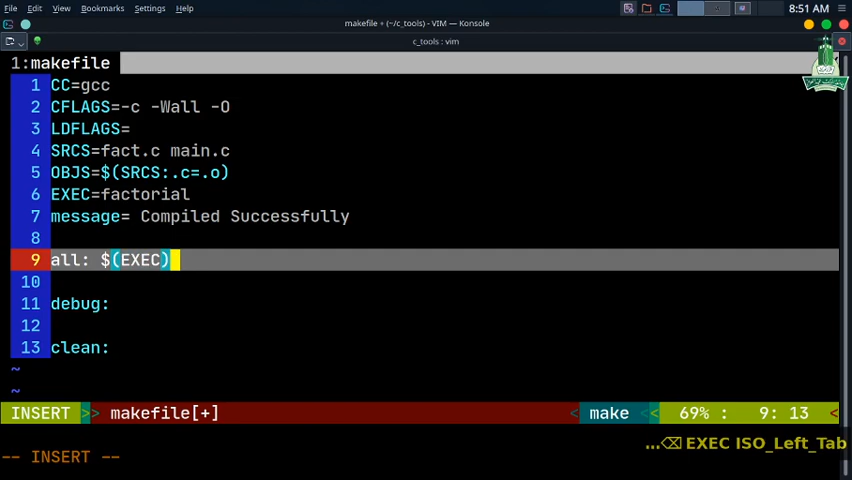 File Edit View Bookmarks Settings Help 8:51 AM
makefile + (~/c_tools) - VIM — Konsole
c_tools : vim
1:makefile
1 CC=gcc
2 CFLAGS=-c -Wall -O
3 LDFLAGS=
4 SRCS=fact.c main.c
5 OBJS=$(SRCS:.c=.o)
6 EXEC=factorial
7 message= Compiled Successfully
8
9 all: $(EXEC)
10
11 debug:
12
13 clean:
~
~
INSERT >> makefile[+] < make < 69% : 9: 13 <
...⌫ EXEC ISO_Left_Tab
-- INSERT --